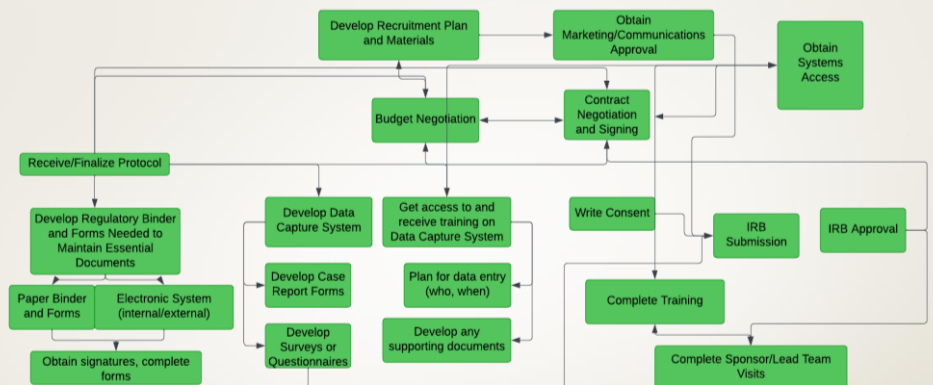 Develop Recruitment Plan
and Materials
Obtain
Marketing/Communications
Approval
Obtain
Systems
Access
Budget Negotiation
Contract
Negotiation
and Signing
Receive/Finalize Protocol
Develop Regulatory Binder
and Forms Needed to
Maintain Essential
Documents
Develop Data
Capture System
Get access to and
receive training on
Data Capture System
Write Consent
IRB
Submission
IRB Approval
Paper Binder
and Forms
Electronic System
(internal/external)
Develop Case
Report Forms
Plan for data entry
(who, when)
Complete Training
Obtain signatures, complete
forms
Develop
Surveys or
Questionnaires
Develop any
supporting documents
Complete Sponsor/Lead Team
Visits